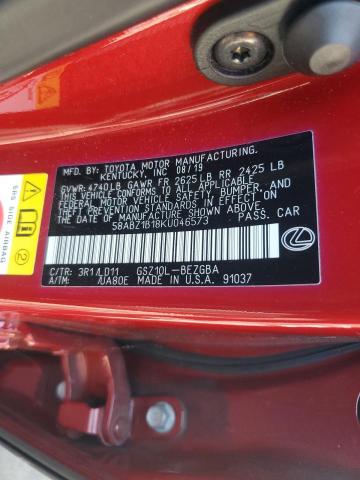 MFD. BY: TOYOTA MOTOR MANUFACTURING,
KENTUCKY, INC 08/19
GVWR: 4740LB GAWR FR 2625LB RR 2425 LB
THIS VEHICLE CONFORMS TO ALL APPLICABLE
FEDERAL MOTOR VEHICLE SAFETY, BUMPER, AND
THEFT PREVENTION STANDARDS IN EFFECT ON THE
DATE OF MANUFACTURE SHOWN ABOVE.
58ABZ1B18KU046573 PASS. CAR
C/TR: 3R1/LD11 GSZ10L-BEZGBA
A/TM: /UA80E MADE IN U.S.A. 91037
SRS SIDE AIRBAG
2